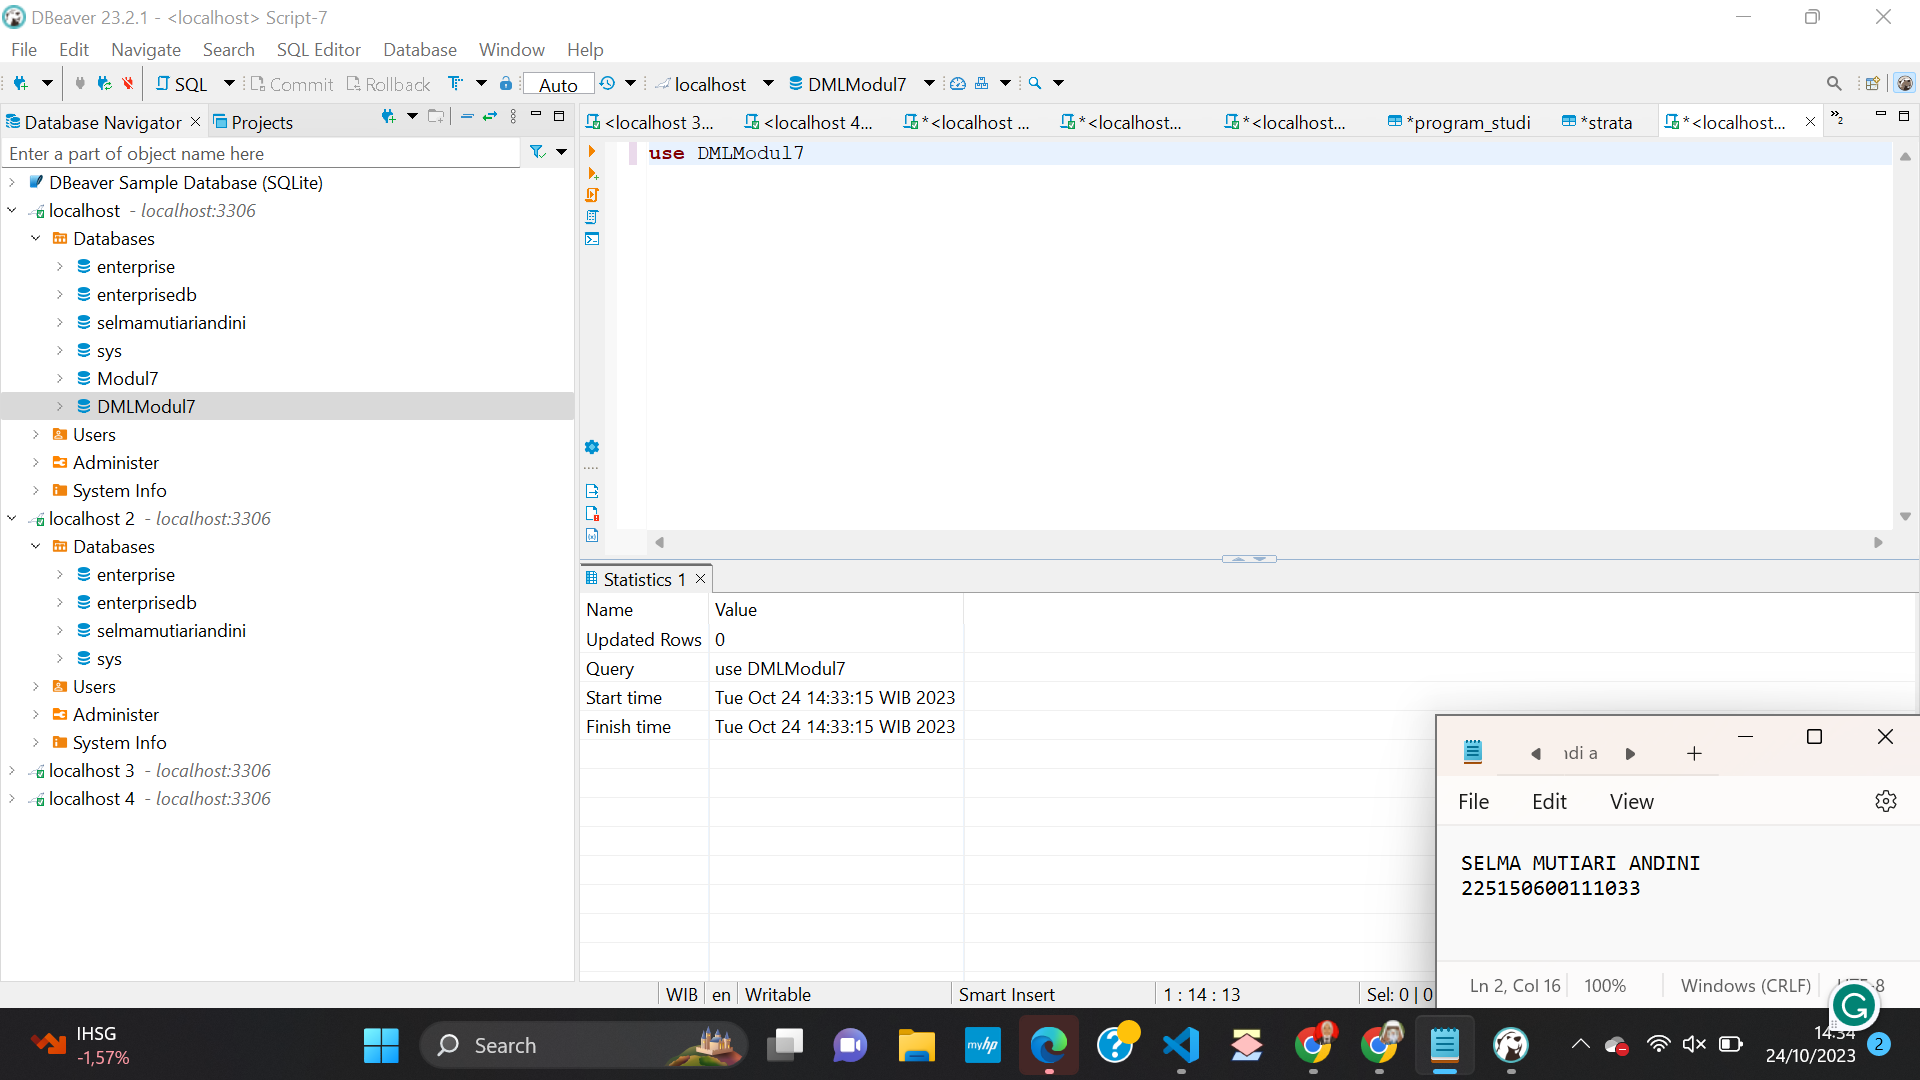 DBeaver 23.2.1 - <localhost> Script-7
File Edit Navigate Search SQL Editor Database Window Help
SQL Commit Rollback Auto localhost DMLModul7
Database Navigator Projects
<localhost 3... <localhost 4... *<localhost ... *<localhost... *<localhost... *program_studi *strata *<localhost... »2
Enter a part of object name here
use DMLModul7
DBeaver Sample Database (SQLite)
localhost - localhost:3306
Databases
enterprise
enterprisedb
selmamutiariandini
sys
Modul7
DMLModul7
Users
Administer
System Info
localhost 2 - localhost:3306
Databases
enterprise
enterprisedb
selmamutiariandini
sys
Users
Administer
System Info
localhost 3 - localhost:3306
localhost 4 - localhost:3306
Statistics 1
Name Value
Updated Rows 0
Query use DMLModul7
Start time Tue Oct 24 14:33:15 WIB 2023
Finish time Tue Oct 24 14:33:15 WIB 2023
WIB en Writable Smart Insert 1 : 14 : 13 Sel: 0 | 0
ndi a
File Edit View
SELMA MUTIARI ANDINI
225150600111033
Ln 2, Col 16 100% Windows (CRLF) UTF-8
IHSG
-1,57%
Search
myhp
14:34
24/10/2023
2